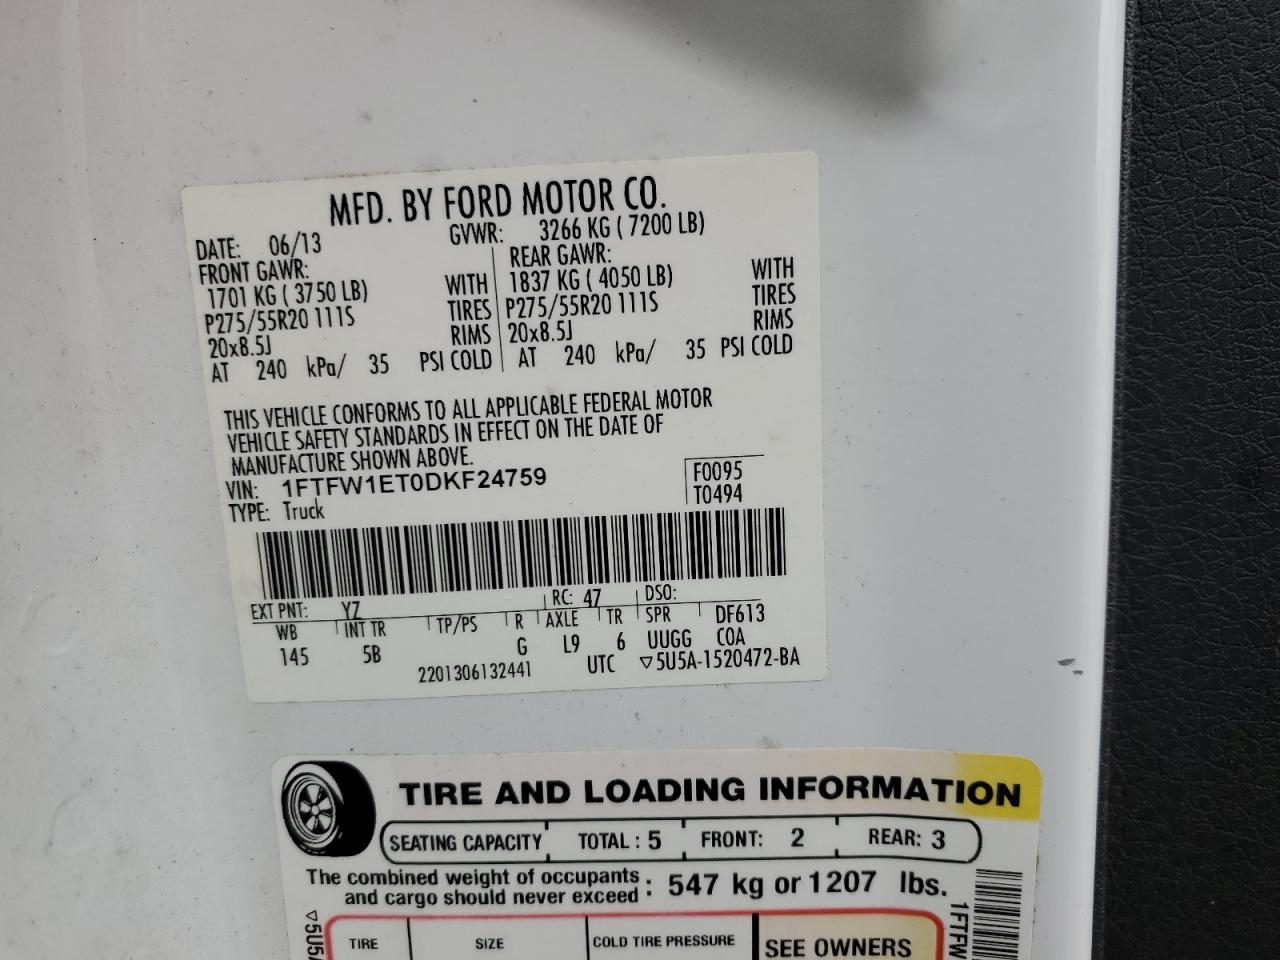 MFD. BY FORD MOTOR CO.
DATE: 06/13 GVWR: 3266 KG ( 7200 LB)
FRONT GAWR: REAR GAWR:
1701 KG ( 3750 LB) WITH 1837 KG ( 4050 LB) WITH
P275/55R20 111S TIRES P275/55R20 111S TIRES
20x8.5J RIMS 20x8.5J RIMS
AT 240 kPa/ 35 PSI COLD AT 240 kPa/ 35 PSI COLD
THIS VEHICLE CONFORMS TO ALL APPLICABLE FEDERAL MOTOR
VEHICLE SAFETY STANDARDS IN EFFECT ON THE DATE OF
MANUFACTURE SHOWN ABOVE.
VIN: 1FTFW1ET0DKF24759 F0095
TYPE: Truck T0494
EXT PNT: YZ RC: 47 DSO:
WB INT TR TP/PS R AXLE TR SPR DF613
145 5B G L9 6 UUGG COA
2201306132441 UTC ▽5U5A-1520472-BA
TIRE AND LOADING INFORMATION
SEATING CAPACITY TOTAL : 5 FRONT: 2 REAR: 3
The combined weight of occupants
and cargo should never exceed : 547 kg or 1207 lbs.
TIRE SIZE COLD TIRE PRESSURE SEE OWNERS
▽5U5
1FTFW